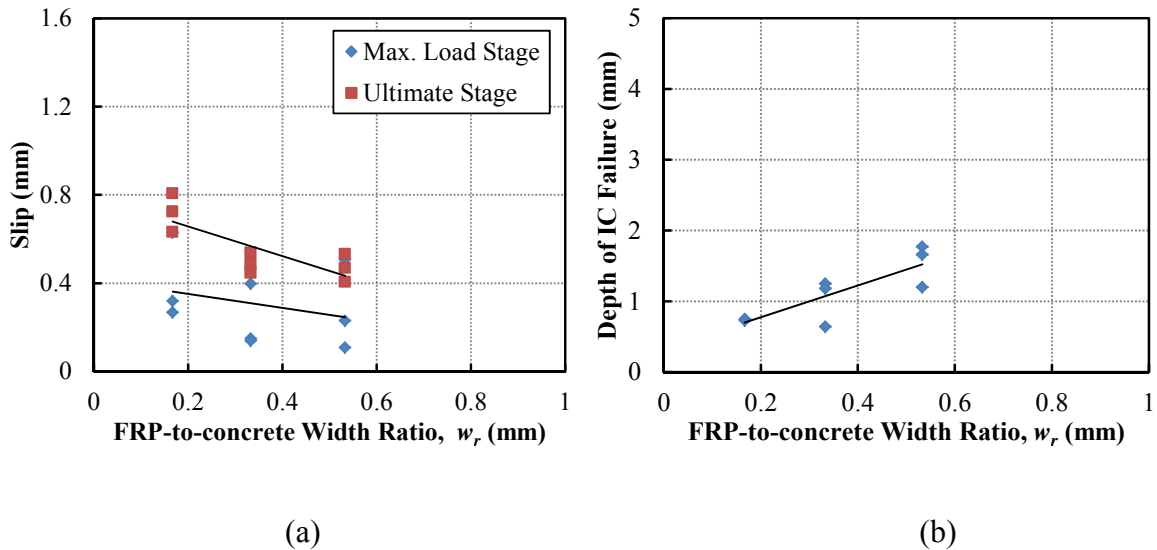 1.6
1.2
0.8
0.4
0
Slip (mm)
Max. Load Stage
Ultimate Stage
0 0.2 0.4 0.6 0.8 1
FRP-to-concrete Width Ratio, wr (mm)
(a)
5
4
3
2
1
0
Depth of IC Failure (mm)
0 0.2 0.4 0.6 0.8 1
FRP-to-concrete Width Ratio, wr (mm)
(b)